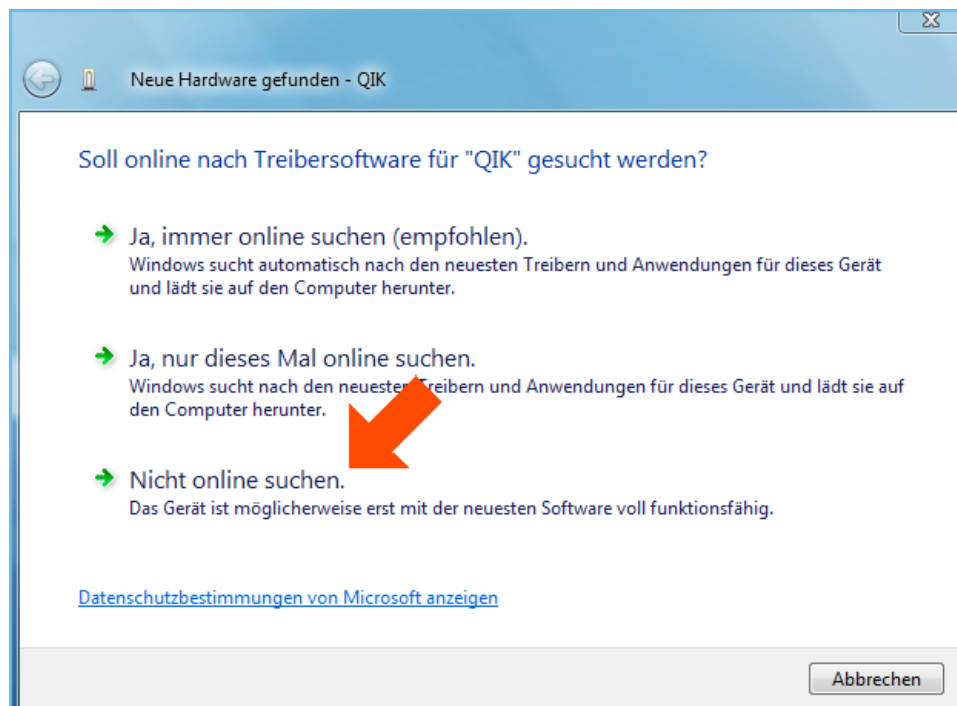 Neue Hardware gefunden - QIK
Soll online nach Treibersoftware für "QIK" gesucht werden?
Ja, immer online suchen (empfohlen).
Windows sucht automatisch nach den neuesten Treibern und Anwendungen für dieses Gerät
und lädt sie auf den Computer herunter.
Ja, nur dieses Mal online suchen.
Windows sucht nach den neuesten Treibern und Anwendungen für dieses Gerät und lädt sie auf
den Computer herunter.
Nicht online suchen.
Das Gerät ist möglicherweise erst mit der neuesten Software voll funktionsfähig.
Datenschutzbestimmungen von Microsoft anzeigen
Abbrechen